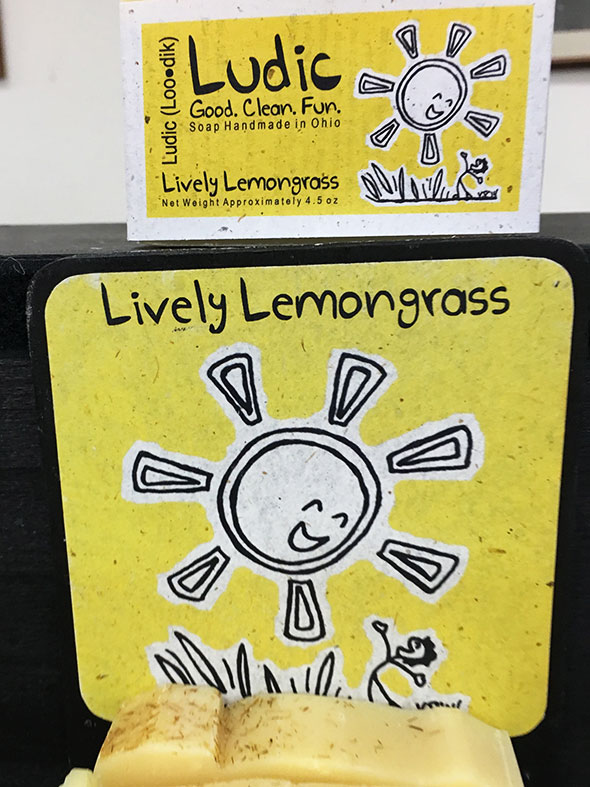 Ludic (Loo•dik)
Ludic
Good. Clean. Fun.
Soap Handmade in Ohio
Lively Lemongrass
Net Weight Approximately 4.5 oz
Lively Lemongrass